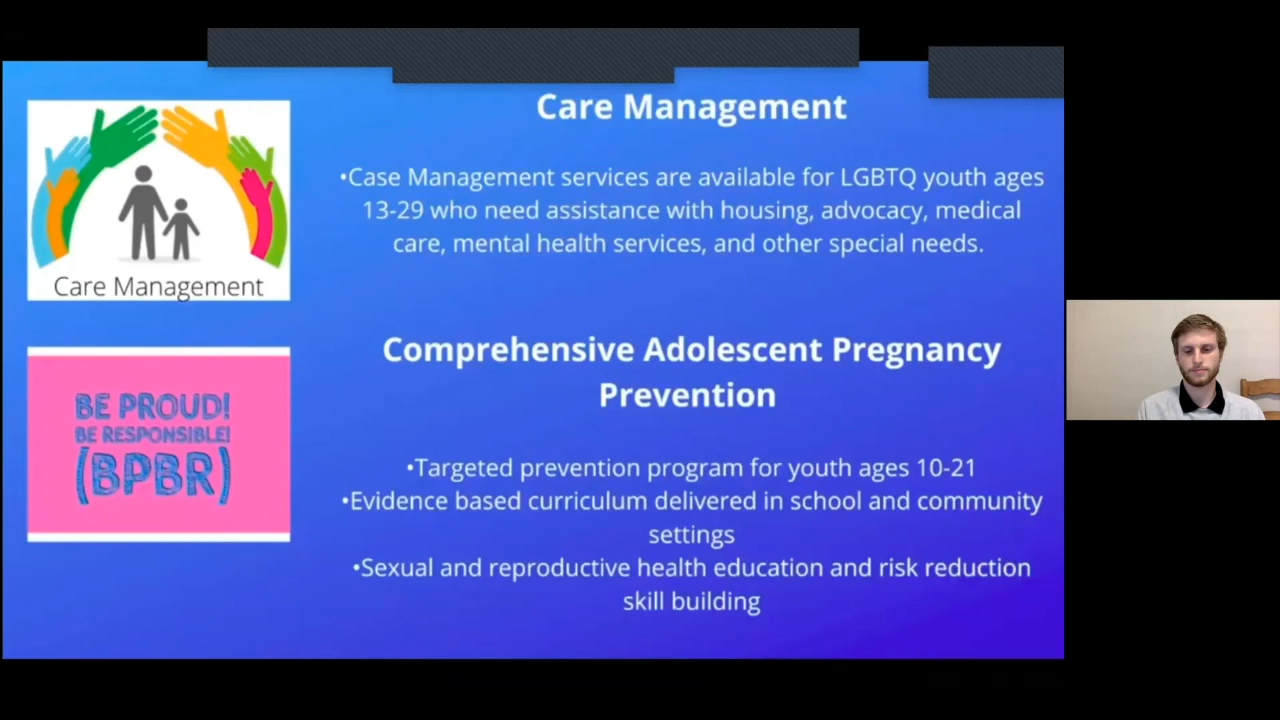 Care Management
•Case Management services are available for LGBTQ youth ages
13-29 who need assistance with housing, advocacy, medical
care, mental health services, and other special needs.
Care Management
Comprehensive Adolescent Pregnancy
Prevention
BE PROUD!
BE RESPONSIBLE!
(BPBR)
•Targeted prevention program for youth ages 10-21
•Evidence based curriculum delivered in school and community
settings
•Sexual and reproductive health education and risk reduction
skill building